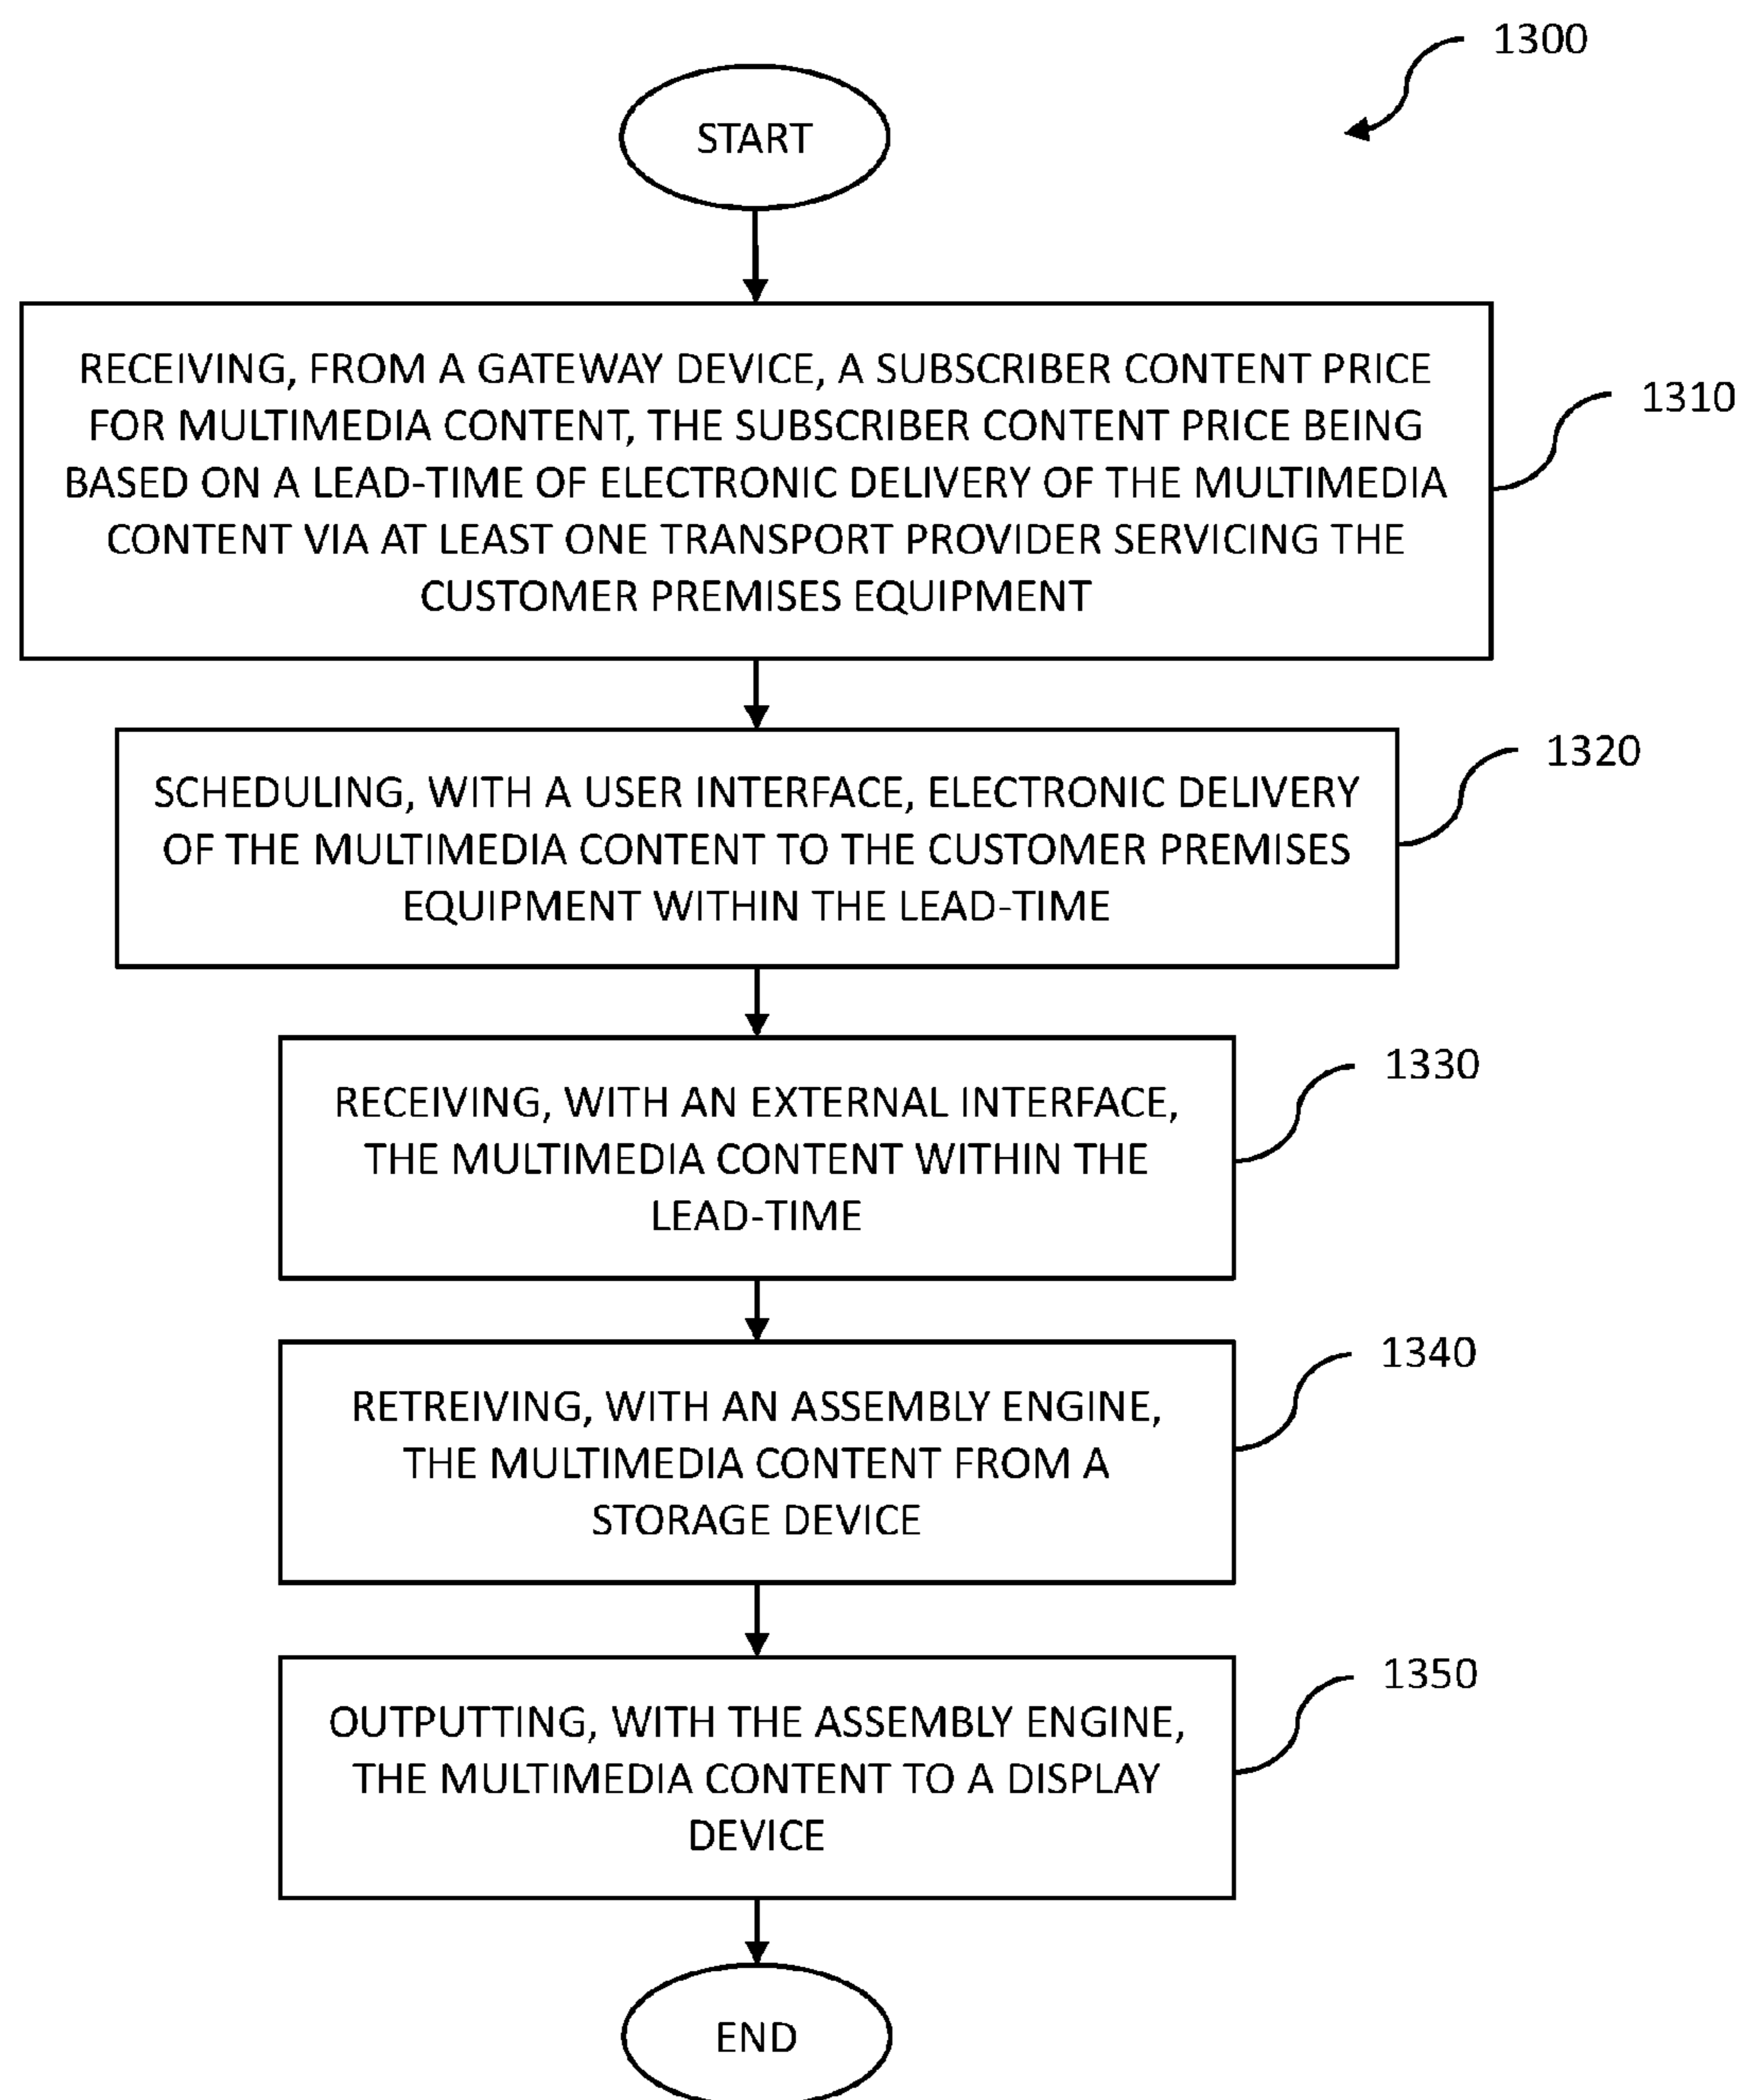 1300
START
RECEIVING, FROM A GATEWAY DEVICE, A SUBSCRIBER CONTENT PRICE
FOR MULTIMEDIA CONTENT, THE SUBSCRIBER CONTENT PRICE BEING
BASED ON A LEAD-TIME OF ELECTRONIC DELIVERY OF THE MULTIMEDIA
CONTENT VIA AT LEAST ONE TRANSPORT PROVIDER SERVICING THE
CUSTOMER PREMISES EQUIPMENT
1310
SCHEDULING, WITH A USER INTERFACE, ELECTRONIC DELIVERY
OF THE MULTIMEDIA CONTENT TO THE CUSTOMER PREMISES
EQUIPMENT WITHIN THE LEAD-TIME
1320
RECEIVING, WITH AN EXTERNAL INTERFACE,
THE MULTIMEDIA CONTENT WITHIN THE
LEAD-TIME
1330
RETREIVING, WITH AN ASSEMBLY ENGINE,
THE MULTIMEDIA CONTENT FROM A
STORAGE DEVICE
1340
OUTPUTTING, WITH THE ASSEMBLY ENGINE,
THE MULTIMEDIA CONTENT TO A DISPLAY
DEVICE
1350
END